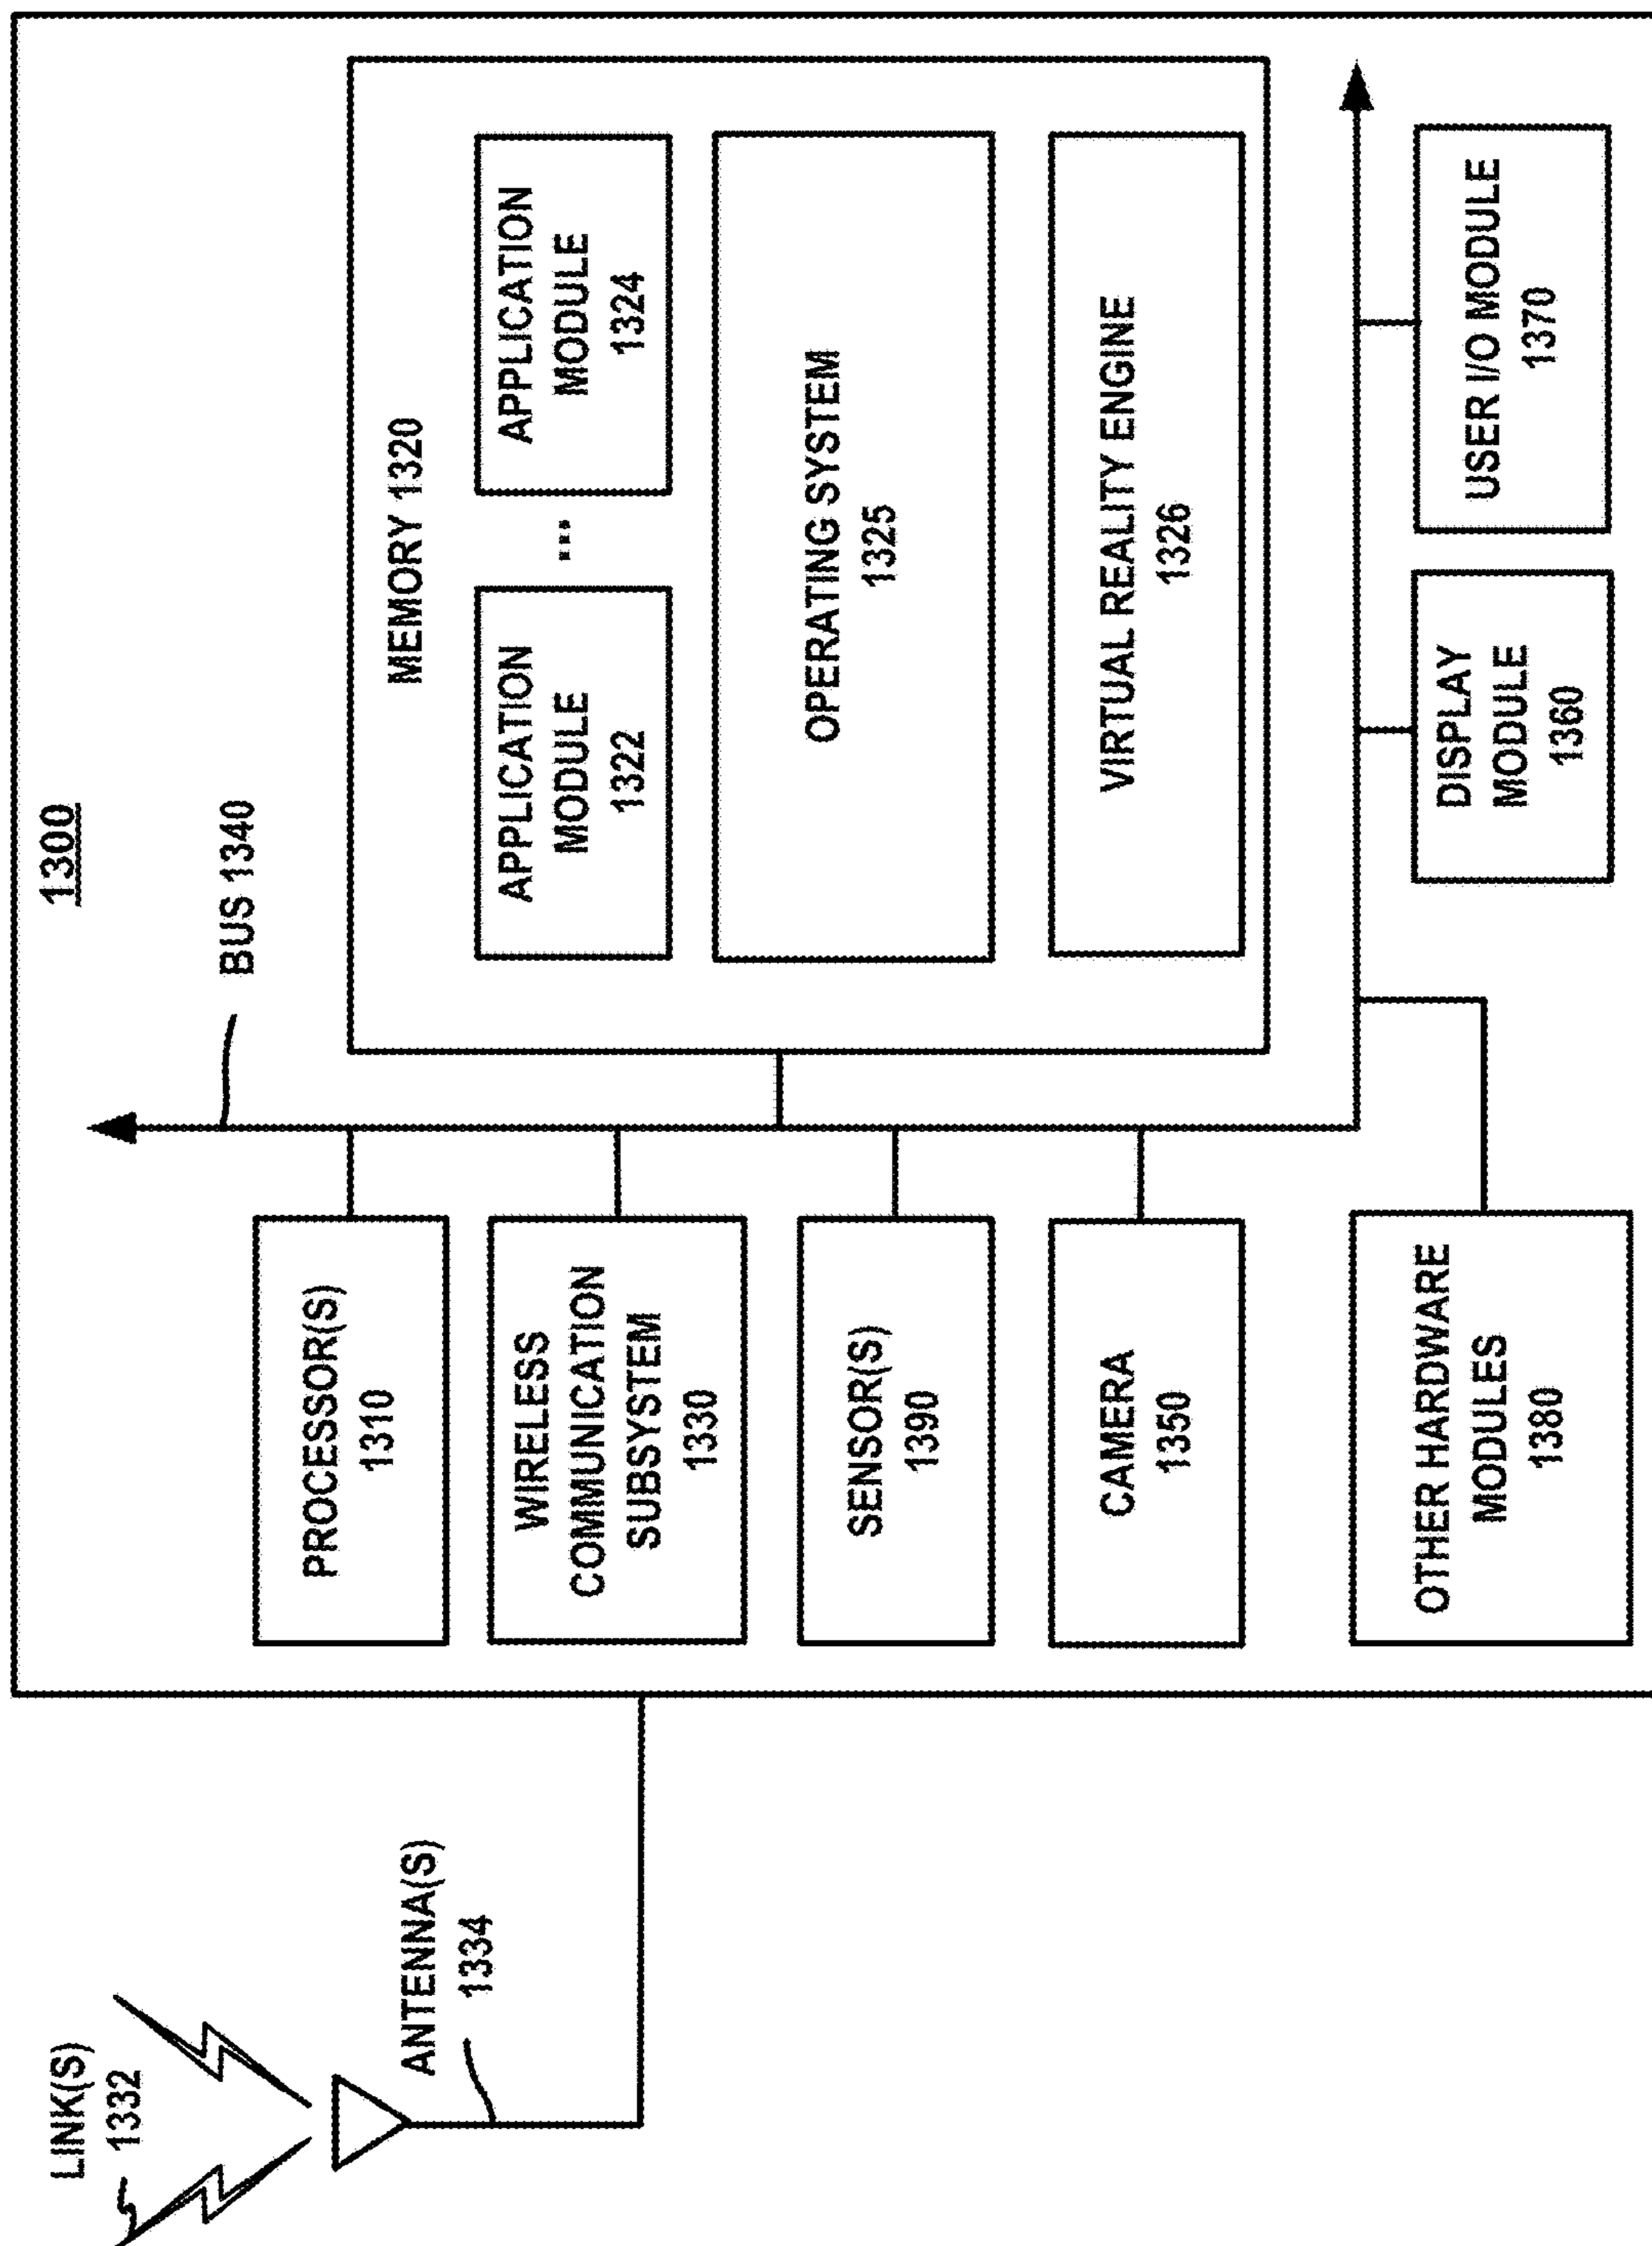 1300
LINK(S)
1332
BUS 1340
ANTENNA(S)
1334
PROCESSOR(S)
1310
MEMORY 1320
WIRELESS
COMMUNICATION
SUBSYSTEM
1330
APPLICATION
MODULE
1322
...
APPLICATION
MODULE
1324
SENSOR(S)
1390
OPERATING SYSTEM
1325
CAMERA
1350
VIRTUAL REALITY ENGINE
1326
OTHER HARDWARE
MODULES
1380
DISPLAY
MODULE
1360
USER I/O MODULE
1370